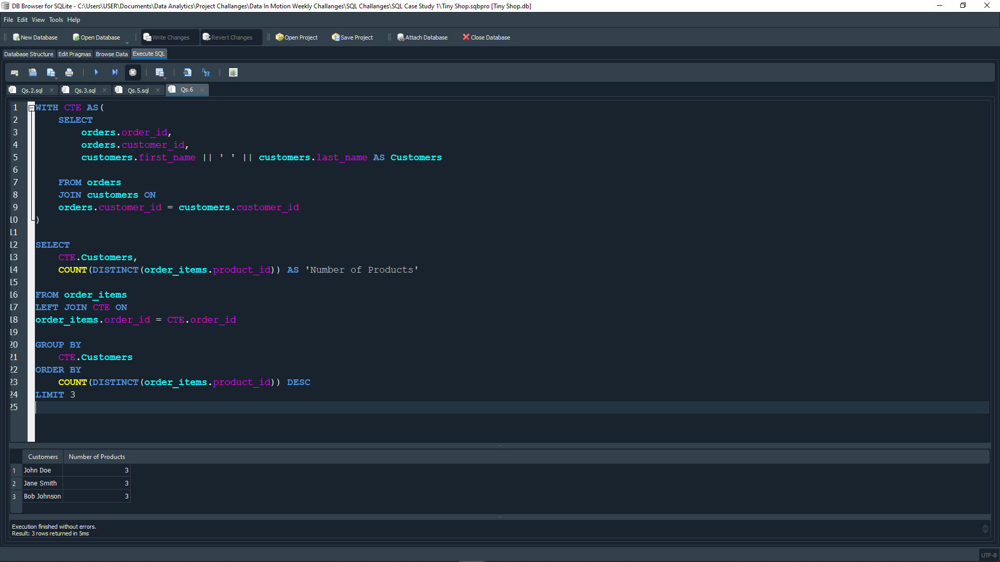 DB Browser for SQLite - C:\Users\USER\Documents\Data Analytics\Project Challanges\Data In Motion Weekly Challanges\SQL Challanges\SQL Case Study 1\Tiny Shop.sqbpro [Tiny Shop.db]
File Edit View Tools Help
New Database Open Database Write Changes Revert Changes Open Project Save Project Attach Database Close Database
Database Structure Edit Pragmas Browse Data Execute SQL
Qs.2.sql Qs.3.sql Qs.5.sql Qs.6
1 WITH CTE AS(
2 SELECT
3 orders.order_id,
4 orders.customer_id,
5 customers.first_name || ' ' || customers.last_name AS Customers
6
7 FROM orders
8 JOIN customers ON
9 orders.customer_id = customers.customer_id
10 )
11
12 SELECT
13 CTE.Customers,
14 COUNT(DISTINCT(order_items.product_id)) AS 'Number of Products'
15
16 FROM order_items
17 LEFT JOIN CTE ON
18 order_items.order_id = CTE.order_id
19
20 GROUP BY
21 CTE.Customers
22 ORDER BY
23 COUNT(DISTINCT(order_items.product_id)) DESC
24 LIMIT 3
25
Customers Number of Products
1 John Doe 3
2 Jane Smith 3
3 Bob Johnson 3
Execution finished without errors.
Result: 3 rows returned in 5ms
UTF-8